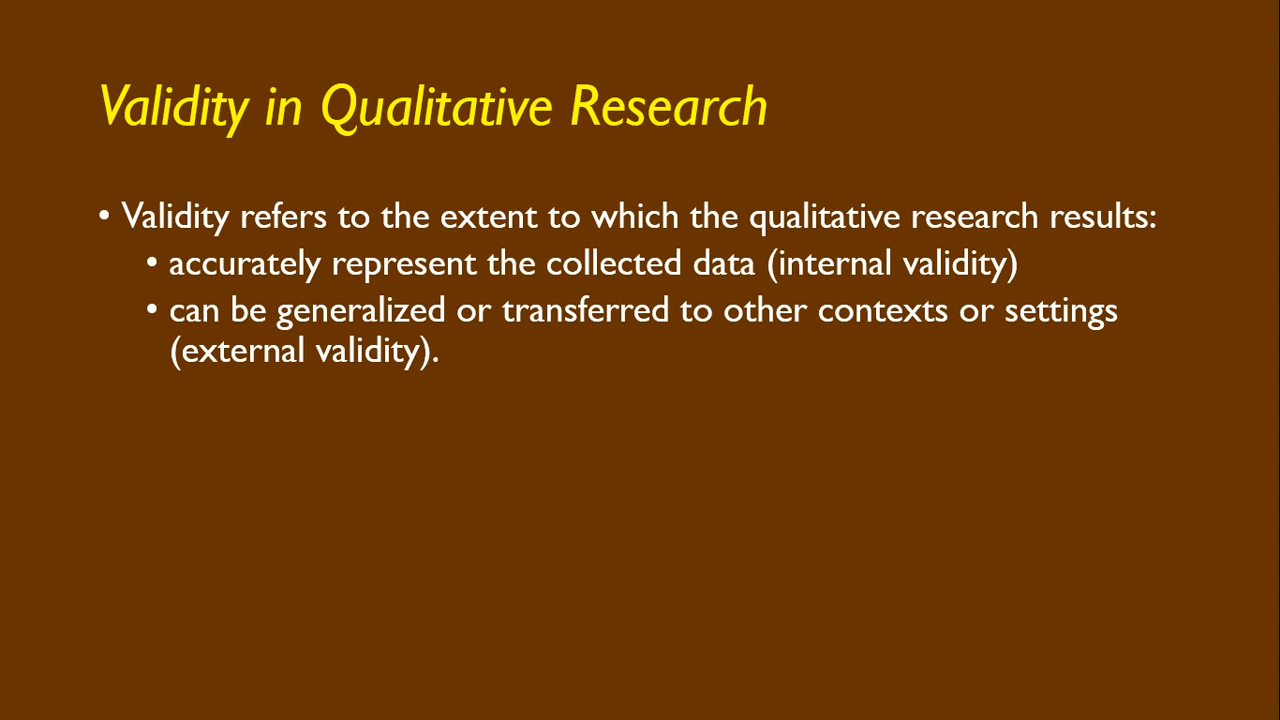 Validity in Qualitative Research
• Validity refers to the extent to which the qualitative research results:
• accurately represent the collected data (internal validity)
• can be generalized or transferred to other contexts or settings
(external validity).